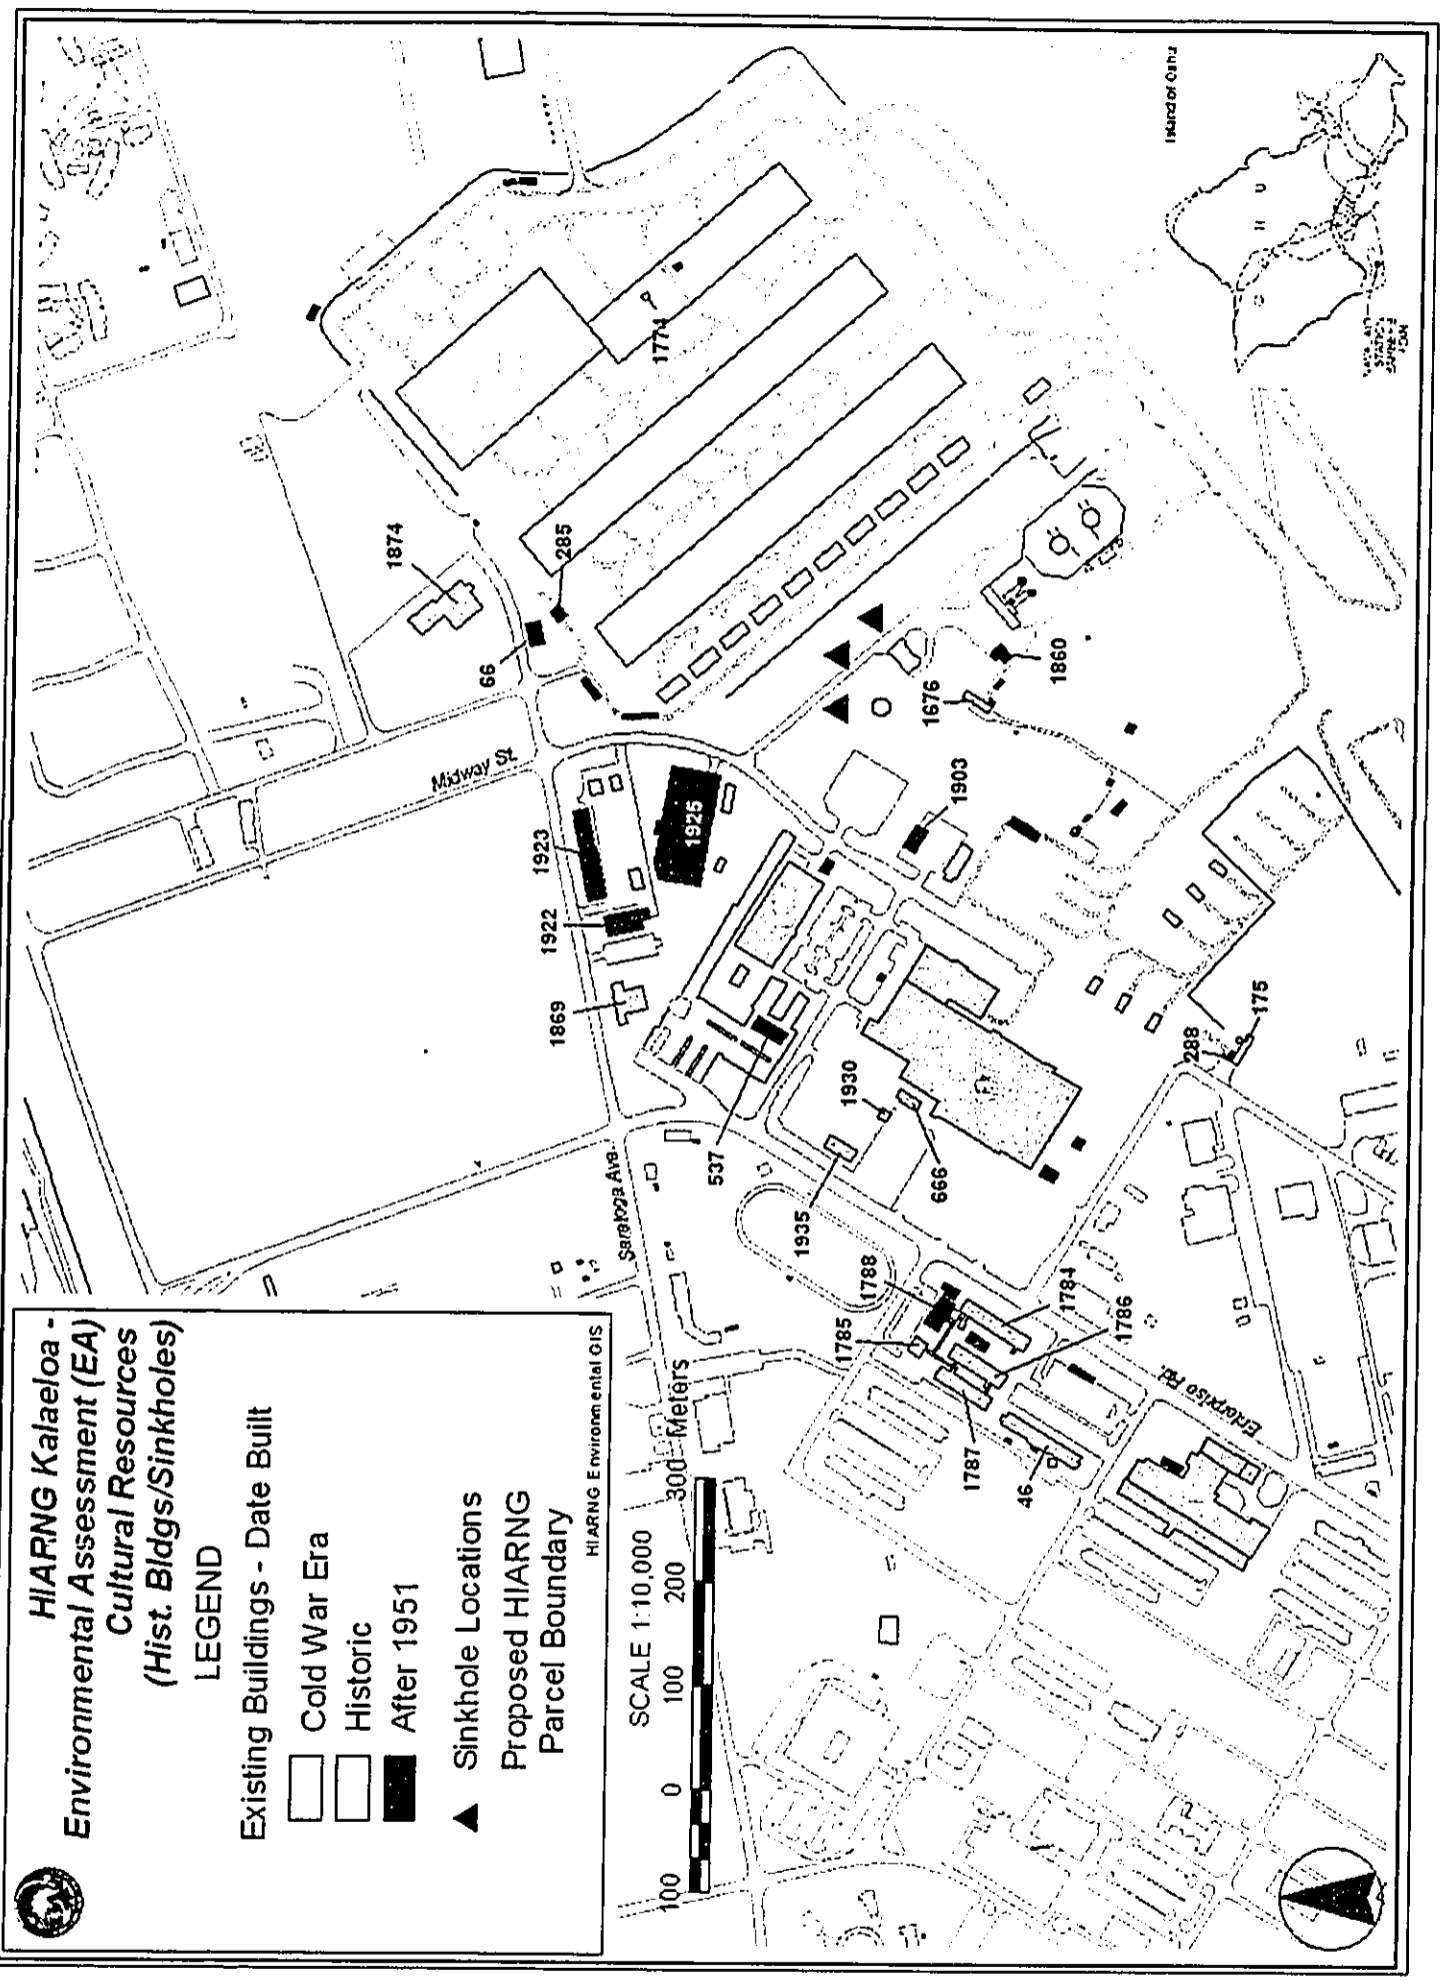 HIARNG Kalaeloa -
Environmental Assessment (EA)
Cultural Resources
(Hist. Bldgs/Sinkholes)
LEGEND
Existing Buildings - Date Built
Cold War Era
Historic
After 1951
Sinkhole Locations
Proposed HIARNG
Parcel Boundary
HIARNG Environmental GIS
SCALE 1:10,000
100 0 100 200 300 Meters
Midway St.
Saratoga Ave.
Enterprise Rd.
1874
66
285
1774
1923
1922
1925
1869
1903
1676
1860
537
1930
1935
666
288
175
1788
1785
1784
1786
1787
46
Island of Oahu
O A H U